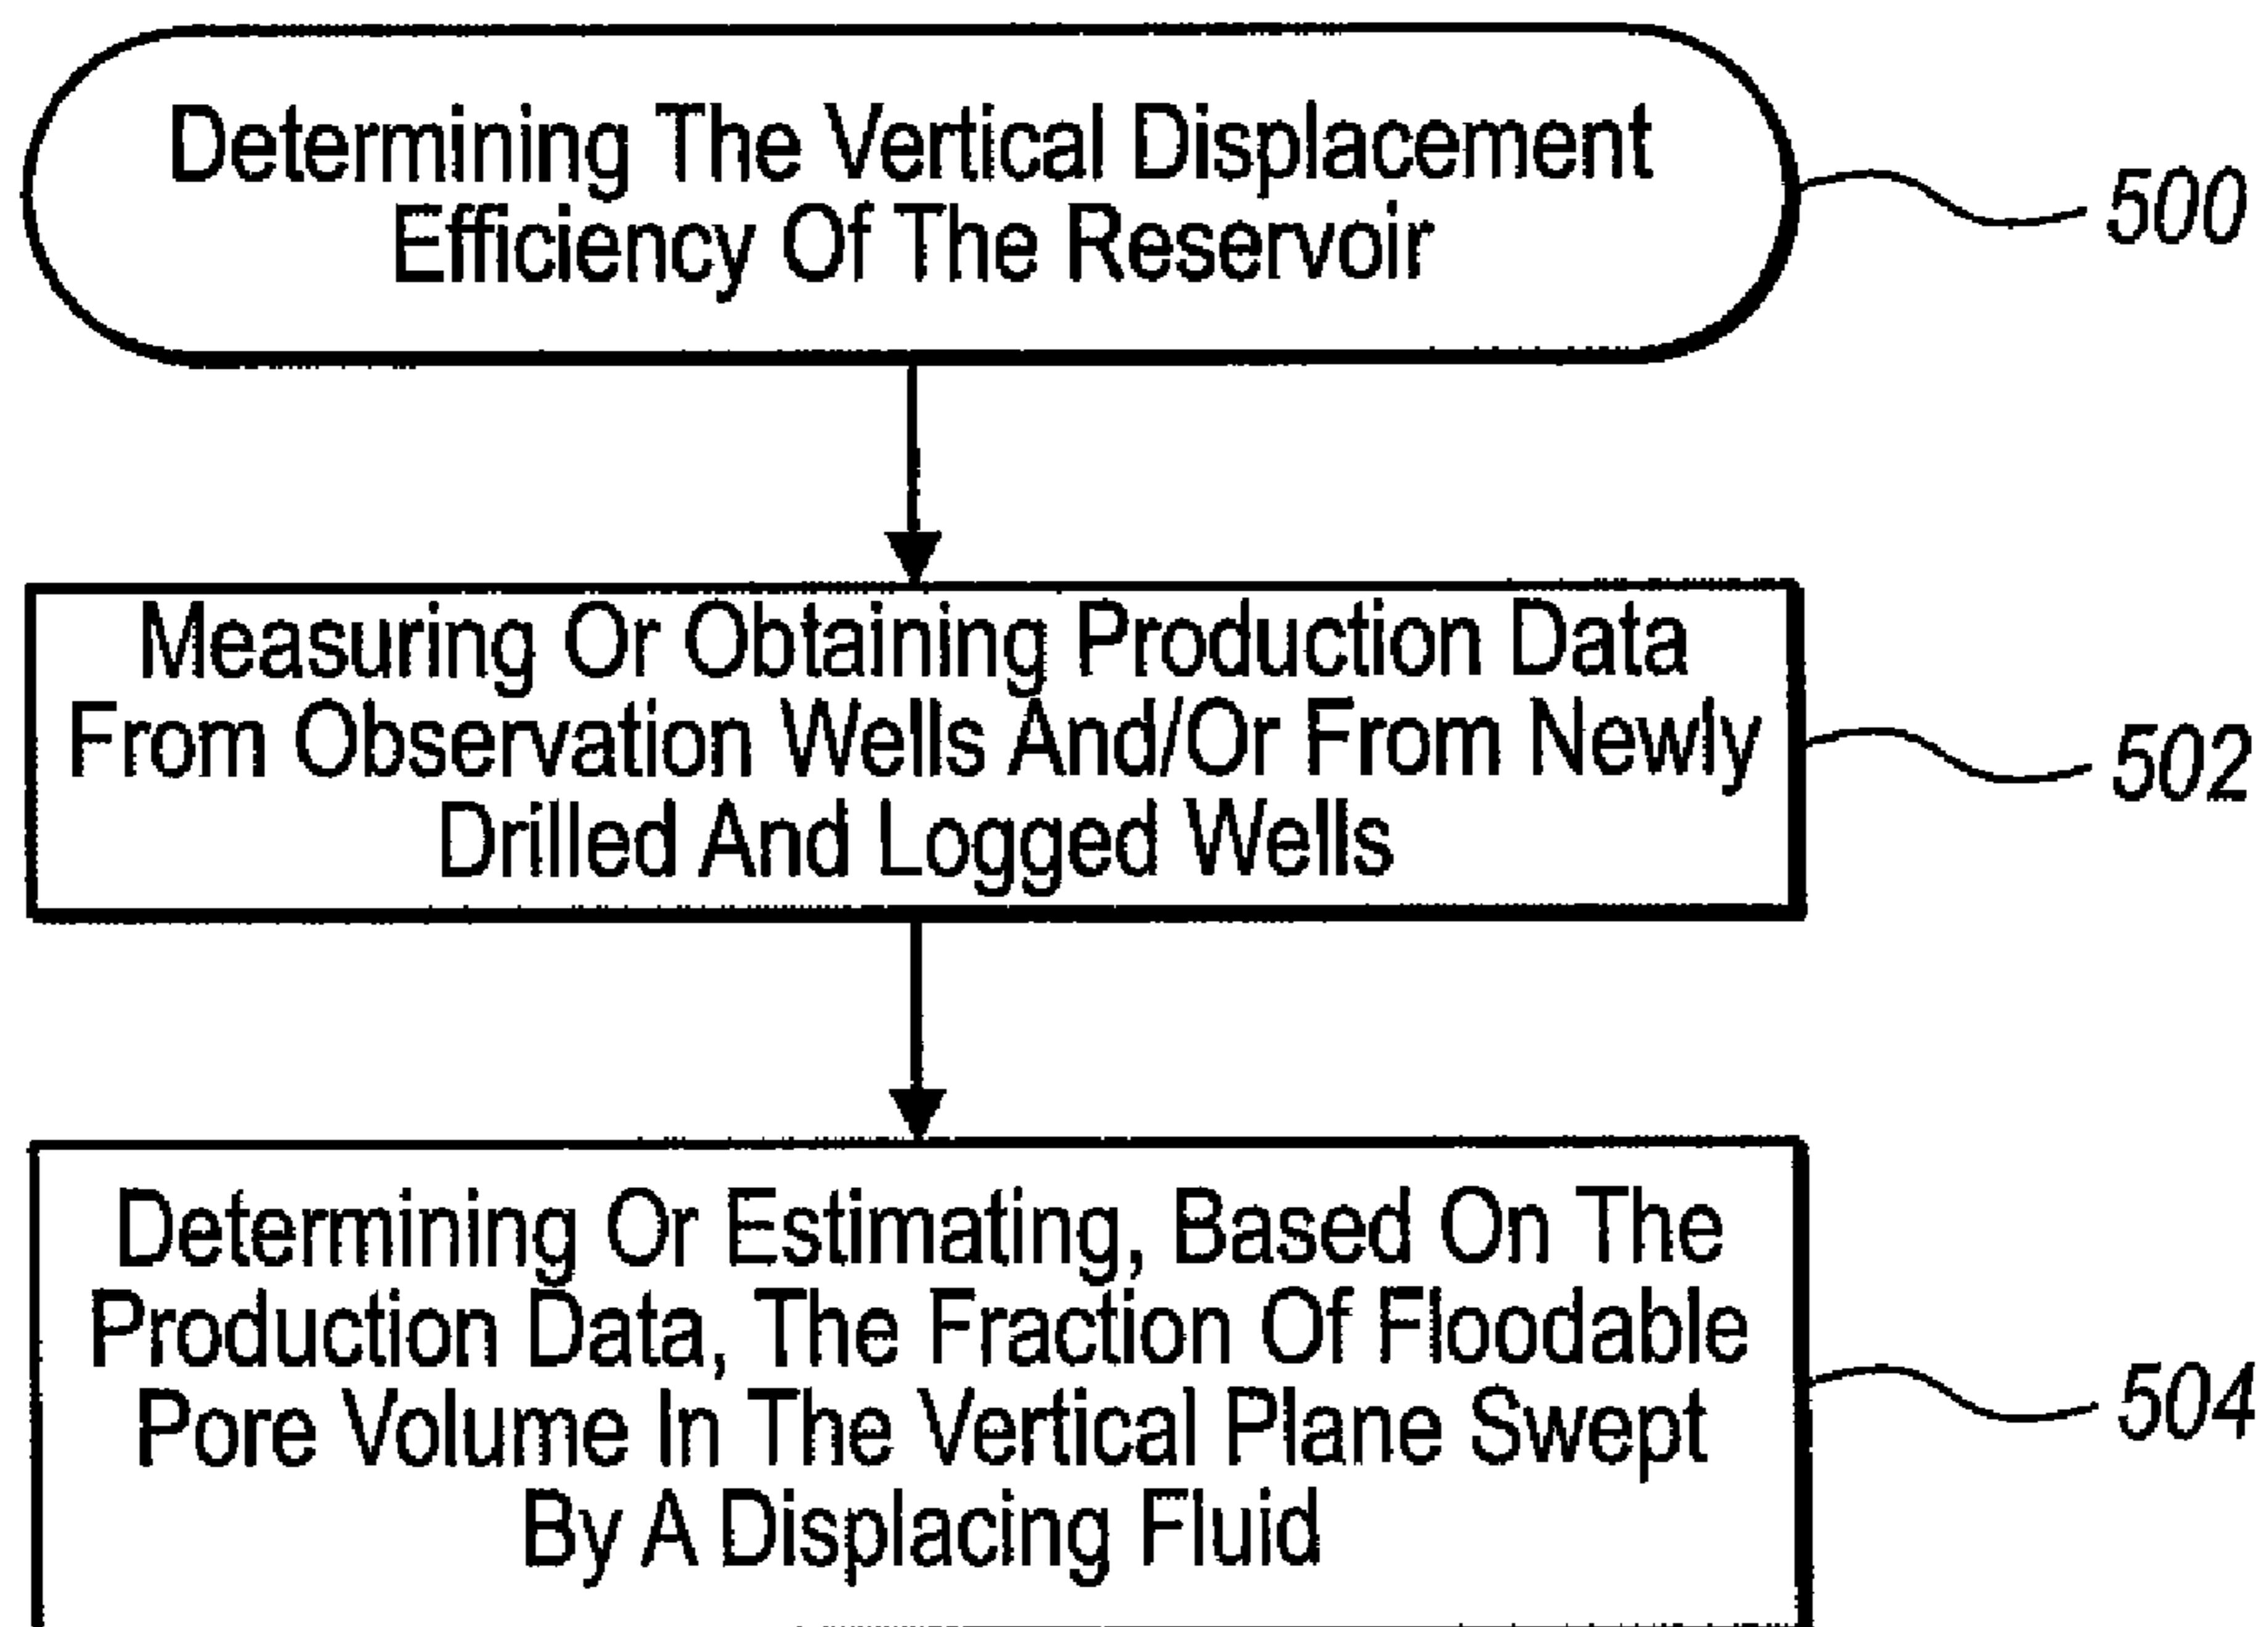 Determining The Vertical Displacement
Efficiency Of The Reservoir
500
Measuring Or Obtaining Production Data
From Observation Wells And/Or From Newly
Drilled And Logged Wells
502
Determining Or Estimating, Based On The
Production Data, The Fraction Of Floodable
Pore Volume In The Vertical Plane Swept
By A Displacing Fluid
504